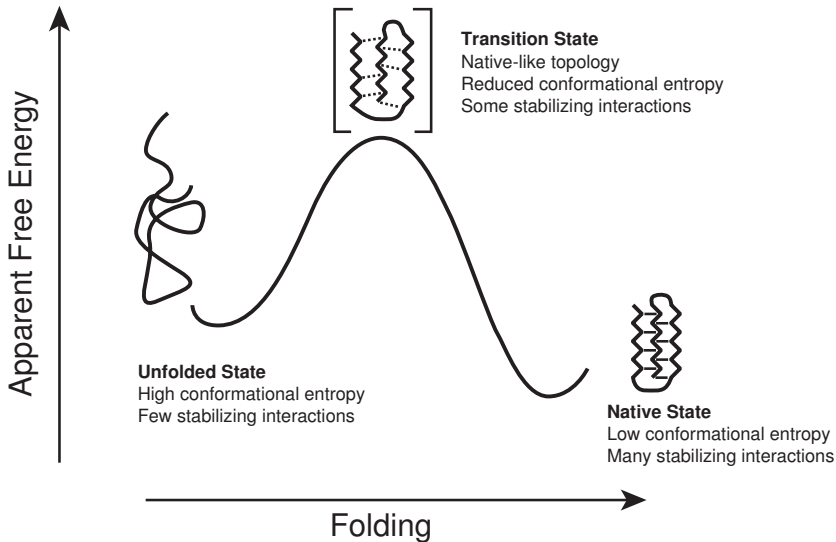 Transition State
Native-like topology
Reduced conformational entropy
Some stabilizing interactions
Apparent Free Energy
Unfolded State
High conformational entropy
Few stabilizing interactions
Native State
Low conformational entropy
Many stabilizing interactions
Folding